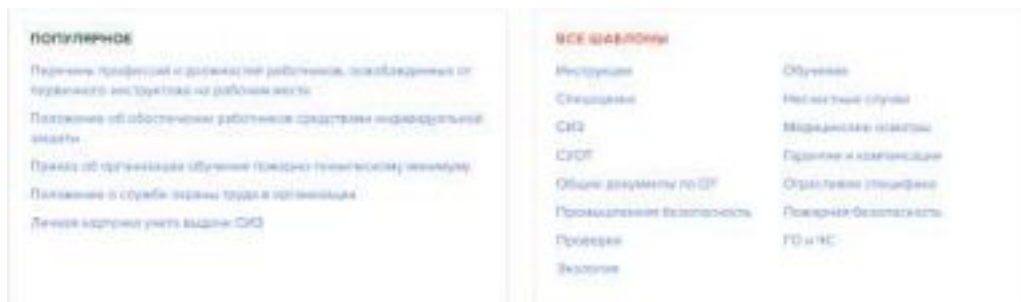 ПОПУЛЯРНОЕ
Перечень профессий и должностей работников, освобожденных от
первичного инструктажа на рабочем месте
Положение об обеспечении работников средствами индивидуальной
защиты
Приказ об организации обучения пожарно-техническому минимуму
Положение о службе охраны труда в организации
Личная карточка учета выдачи СИЗ
ВСЕ ШАБЛОНЫ
Инструкции
Спецоценка
СИЗ
СУОТ
Общие документы по ОТ
Промышленная безопасность
Проверки
Экология
Обучение
Несчастные случаи
Медицинские осмотры
Гарантии и компенсации
Отраслевая специфика
Пожарная безопасность
ГО и ЧС